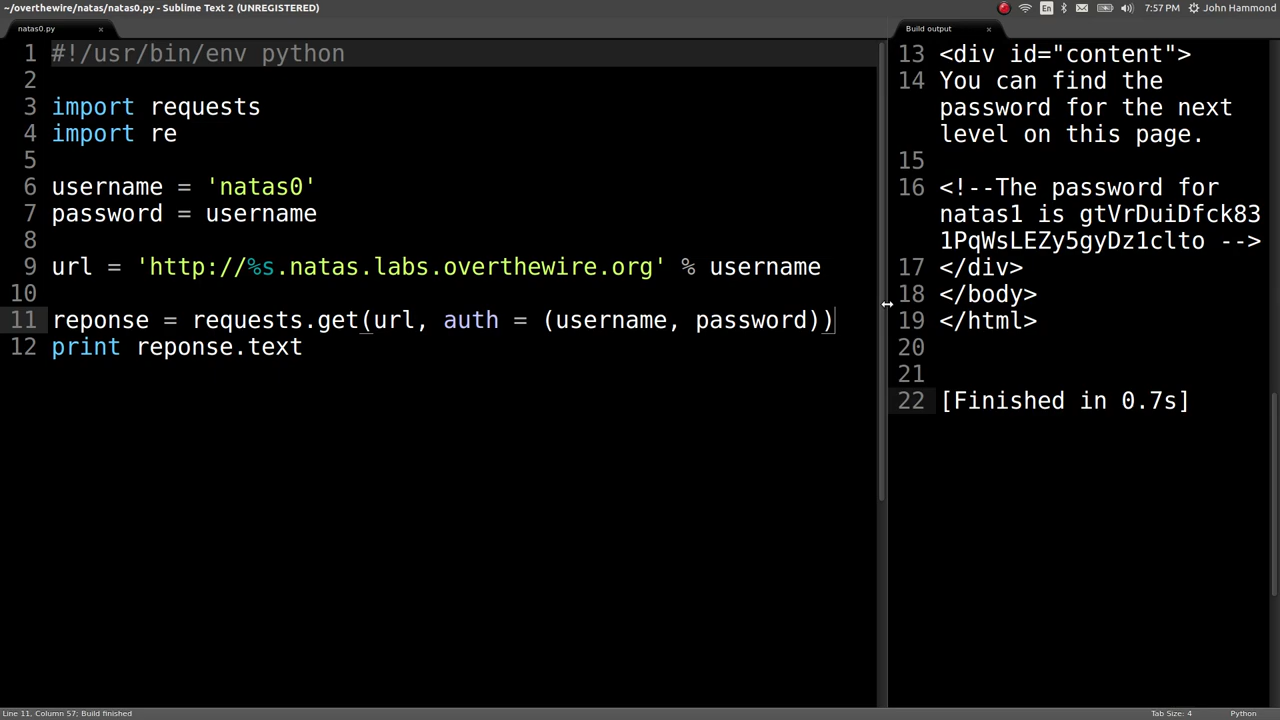 ~/overthewire/natas/natas0.py - Sublime Text 2 (UNREGISTERED)
En
7:57 PM
John Hammond
natas0.py
×
1 #!/usr/bin/env python
2
3 import requests
4 import re
5
6 username = 'natas0'
7 password = username
8
9 url = 'http://%s.natas.labs.overthewire.org' % username
10
11 reponse = requests.get(url, auth = (username, password))
12 print reponse.text
Build output
×
13 <div id="content">
14 You can find the
password for the next
level on this page.
15
16 <!--The password for
natas1 is gtVrDuiDfck83
1PqWsLEZy5gyDz1clto -->
17 </div>
18 </body>
19 </html>
20
21
22 [Finished in 0.7s]
Line 11, Column 57; Build finished
Tab Size: 4
Python